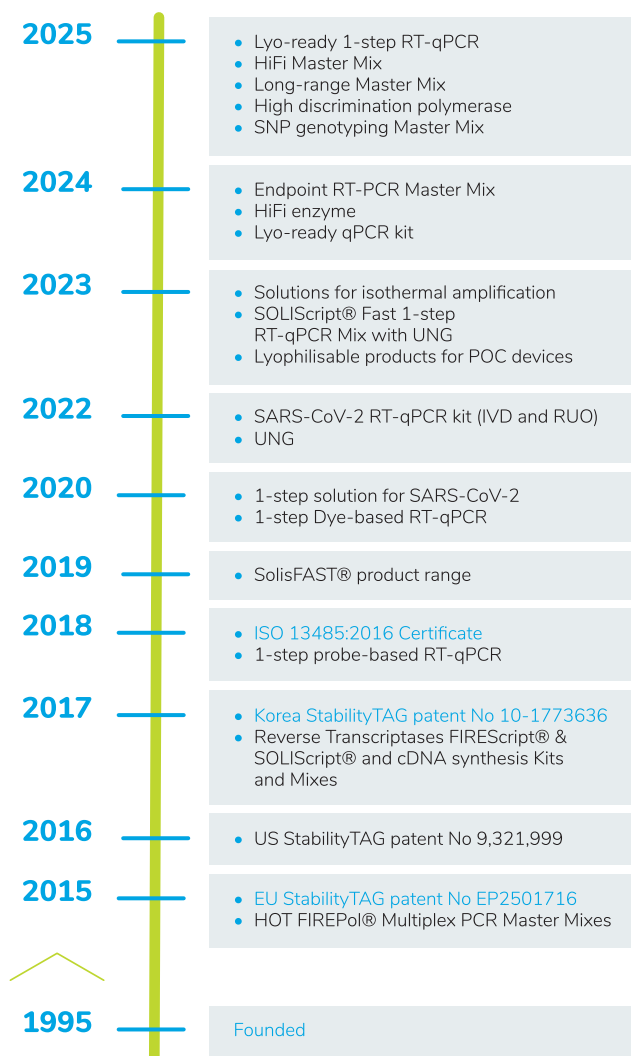 2025
• Lyo-ready 1-step RT-qPCR
• HiFi Master Mix
• Long-range Master Mix
• High discrimination polymerase
• SNP genotyping Master Mix
2024
• Endpoint RT-PCR Master Mix
• HiFi enzyme
• Lyo-ready qPCR kit
2023
• Solutions for isothermal amplification
• SOLIScript® Fast 1-step
RT-qPCR Mix with UNG
• Lyophilisable products for POC devices
2022
• SARS-CoV-2 RT-qPCR kit (IVD and RUO)
• UNG
2020
• 1-step solution for SARS-CoV-2
• 1-step Dye-based RT-qPCR
2019
• SolisFAST® product range
2018
• ISO 13485:2016 Certificate
• 1-step probe-based RT-qPCR
2017
• Korea StabilityTAG patent No 10-1773636
• Reverse Transcriptases FIREScript® &
SOLIScript® and cDNA synthesis Kits
and Mixes
2016
• US StabilityTAG patent No 9,321,999
2015
• EU StabilityTAG patent No EP2501716
• HOT FIREPol® Multiplex PCR Master Mixes
1995
Founded